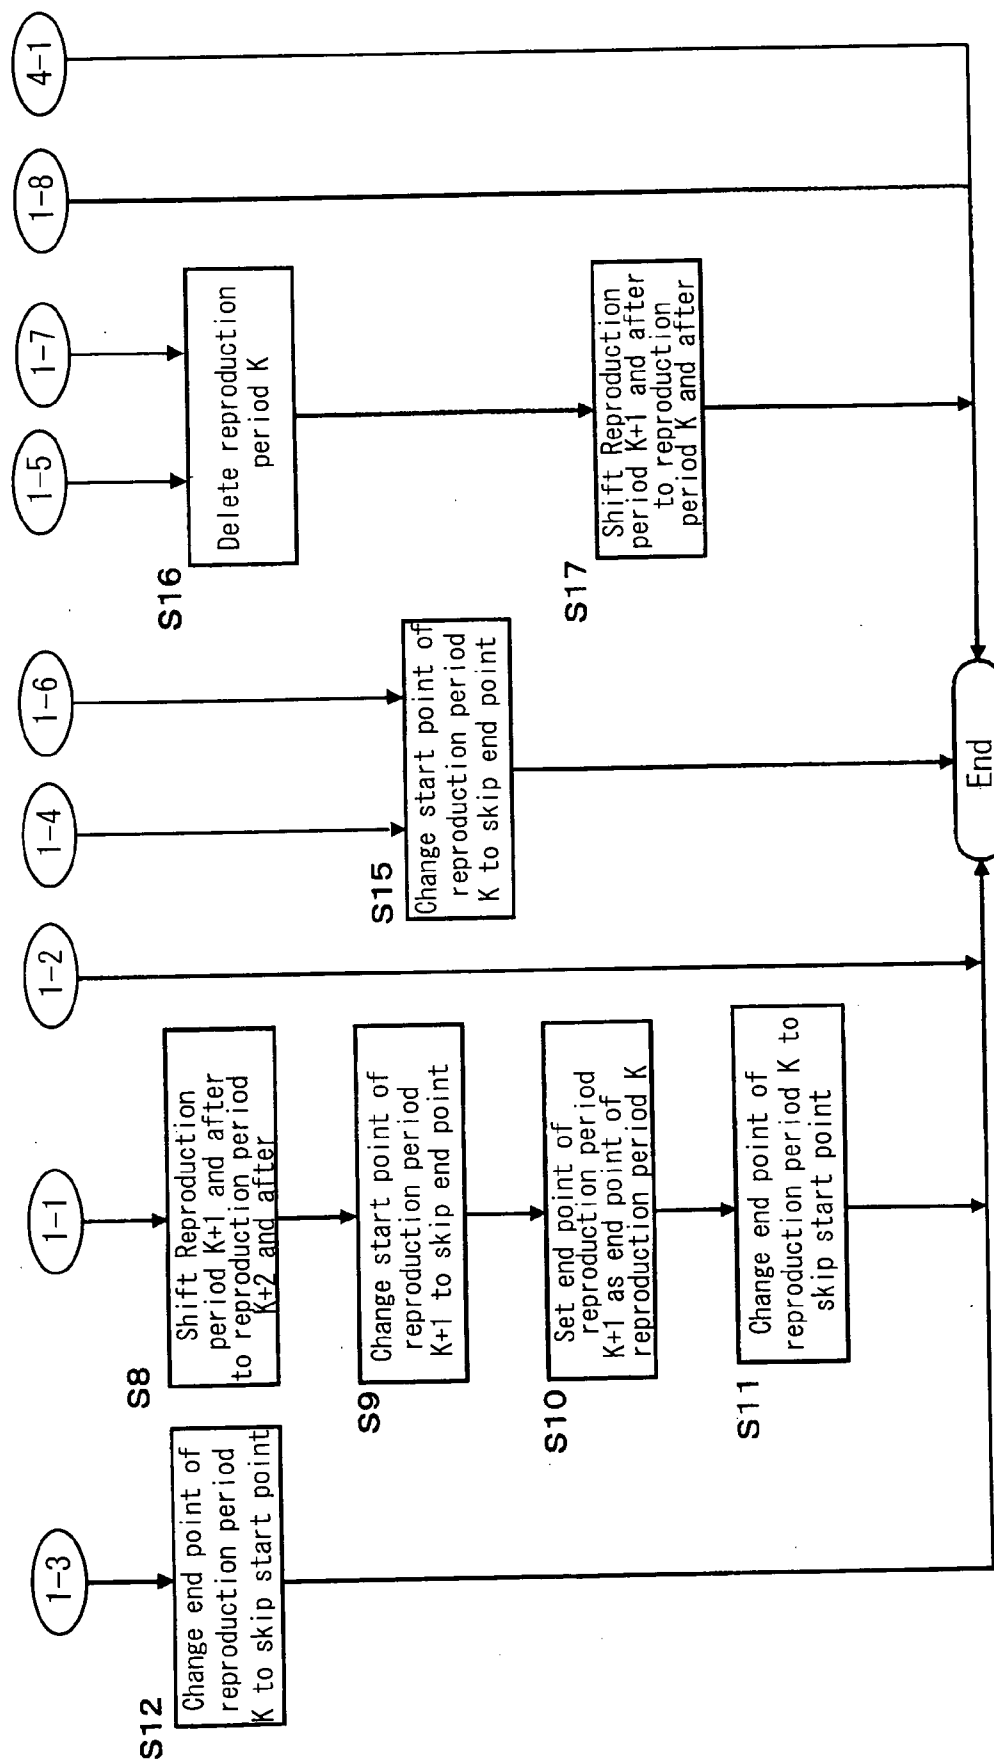 1-3
1-1
1-2
1-4
1-6
1-5
1-7
1-8
4-1
S12
Change end point of
reproduction period
K to skip start point
S8
Shift Reproduction
period K+1 and after
to reproduction period
K+2 and after
S9
Change start point of
reproduction period
K+1 to skip end point
S10
Set end point of
reproduction period
K+1 as end point of
reproduction period K
S11
Change end point of
reproduction period K to
skip start point
S15
Change start point of
reproduction period
K to skip end point
S16
Delete reproduction
period K
S17
Shift Reproduction
period K+1 and after
to reproduction
period K and after
End